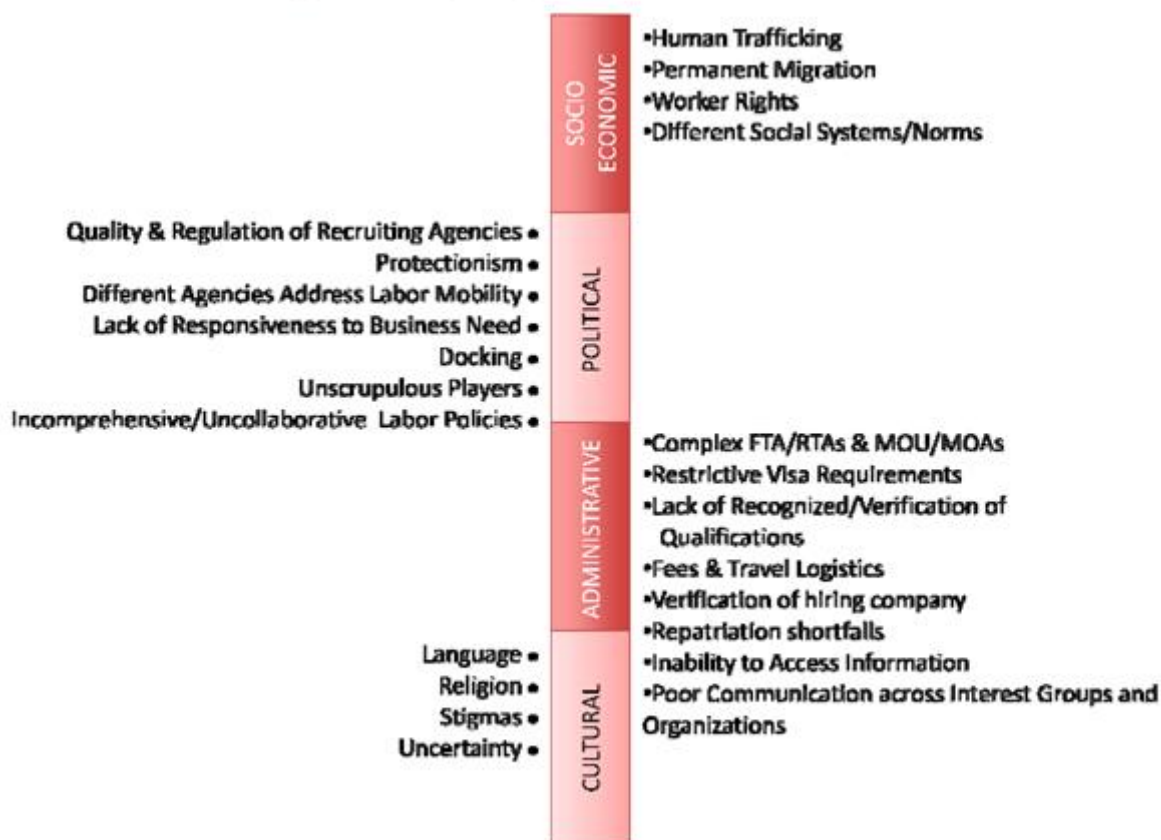 SOCIO
ECONOMIC
•Human Trafficking
•Permanent Migration
•Worker Rights
•Different Social Systems/Norms
POLITICAL
Quality & Regulation of Recruiting Agencies •
Protectionism •
Different Agencies Address Labor Mobility •
Lack of Responsiveness to Business Need •
Docking •
Unscrupulous Players •
Incomprehensive/Uncollaborative Labor Policies •
ADMINISTRATIVE
•Complex FTA/RTAs & MOU/MOAs
•Restrictive Visa Requirements
•Lack of Recognized/Verification of
Qualifications
•Fees & Travel Logistics
•Verification of hiring company
•Repatriation shortfalls
•Inability to Access Information
•Poor Communication across Interest Groups and
Organizations
CULTURAL
Language •
Religion •
Stigmas •
Uncertainty •